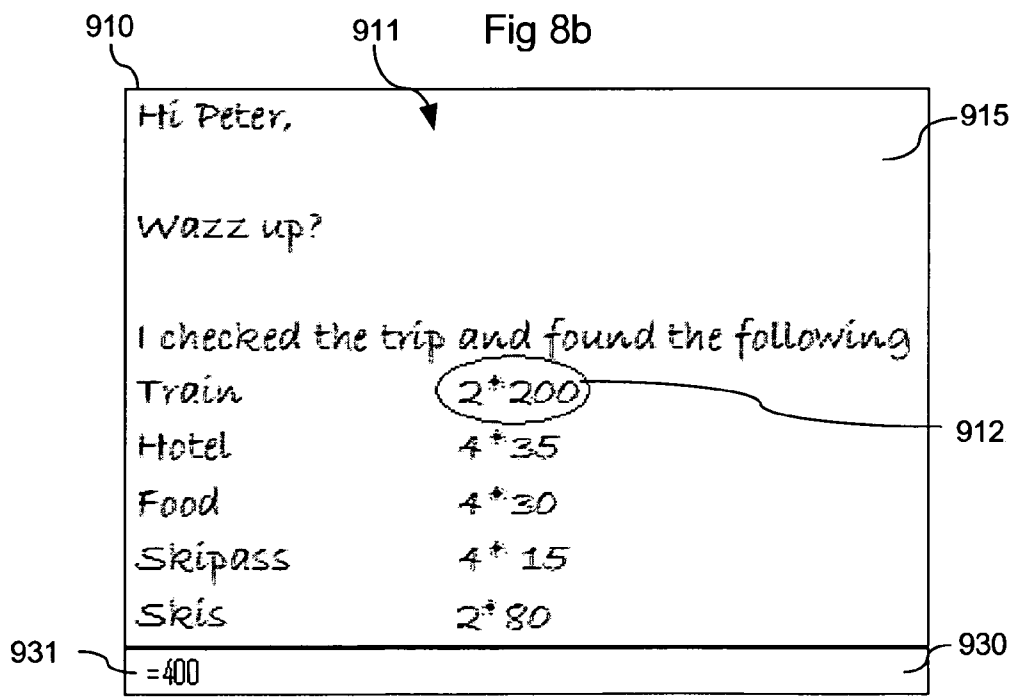 910 911 Fig 8b
Hi Peter, 915
Wazz up?
I checked the trip and found the following
Train 2*200
912
Hotel 4*35
Food 4*30
Skipass 4*15
Skis 2*80
931 =400 930